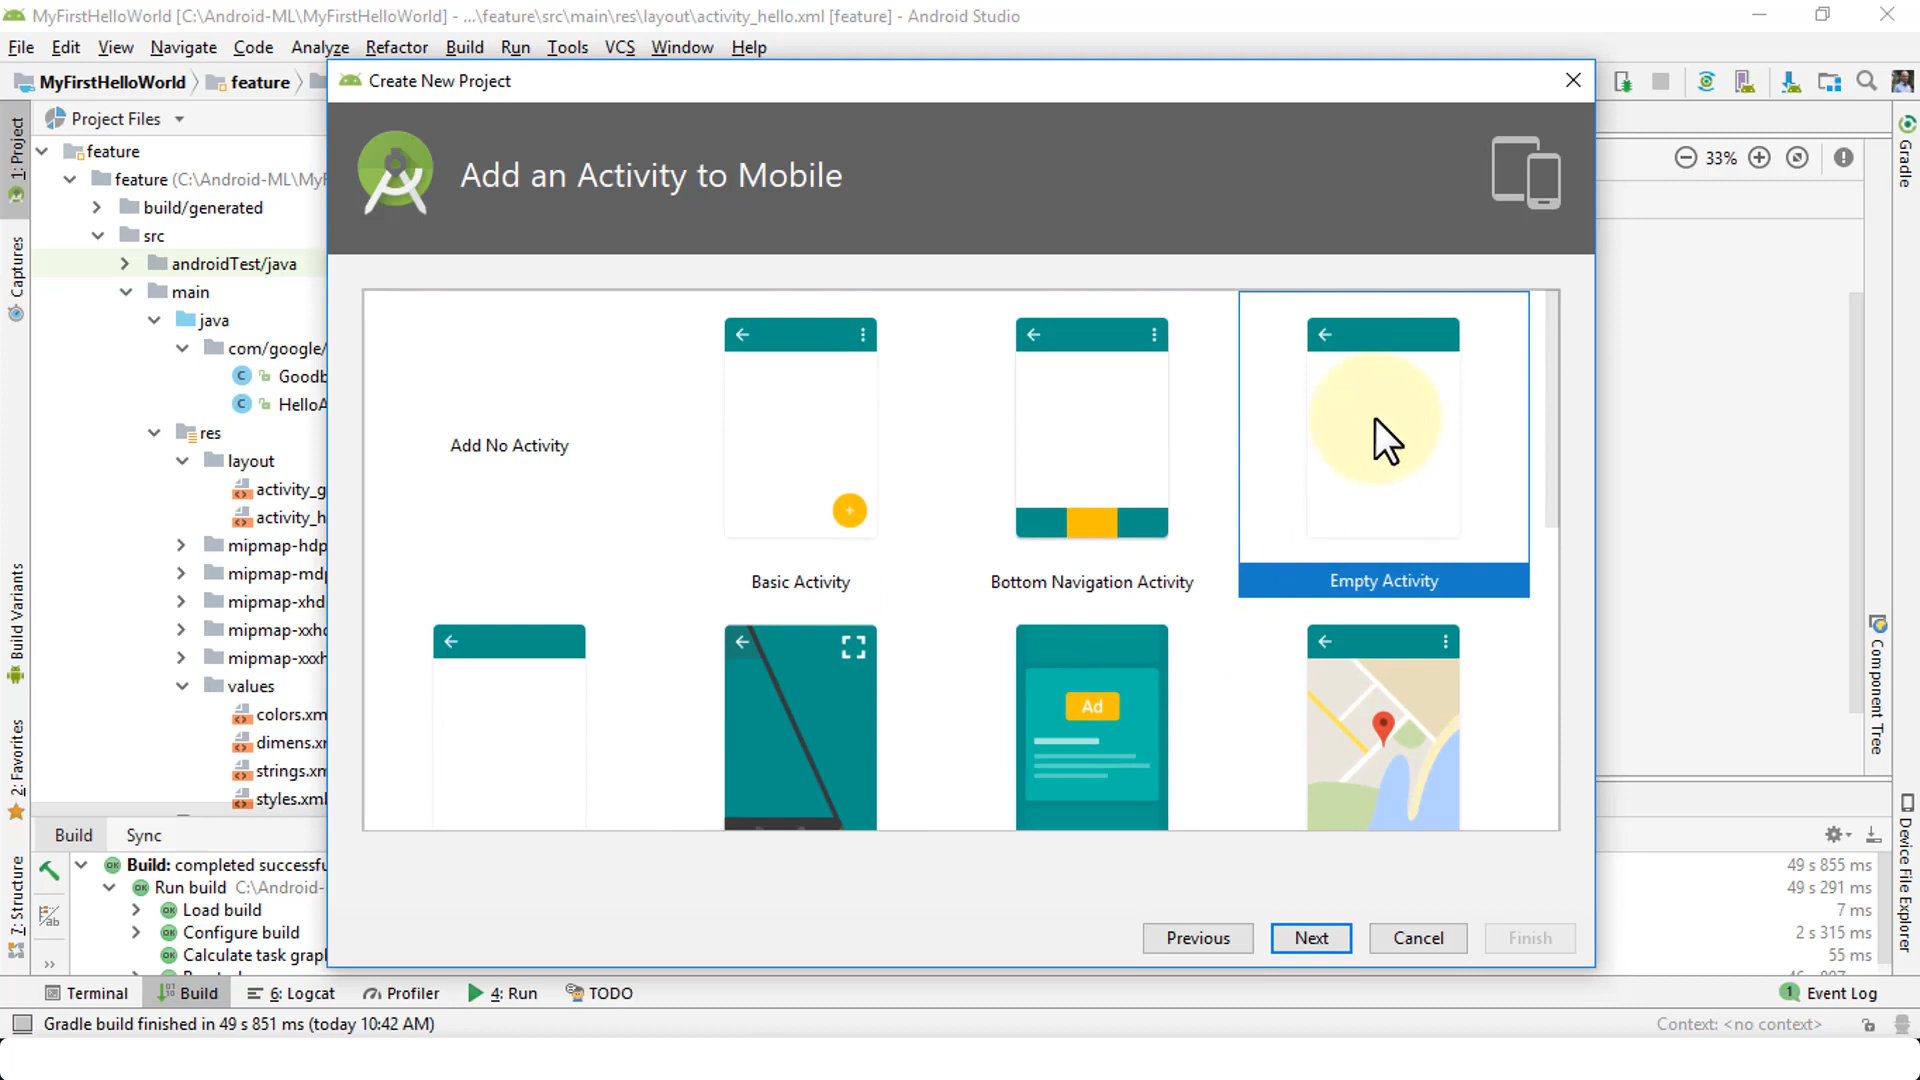 MyFirstHelloWorld [C:\Android-ML\MyFirstHelloWorld] - ...\feature\src\main\res\layout\activity_hello.xml [feature] - Android Studio
File Edit View Navigate Code Analyze Refactor Build Run Tools VCS Window Help
MyFirstHelloWorld feature
Create New Project
Add an Activity to Mobile
Project Files
33%
feature
feature (C:\Android-ML\MyF
build/generated
src
androidTest/java
main
java
com/google/
Goodb
HelloA
res
layout
activity_g
activity_h
mipmap-hdp
mipmap-mdp
mipmap-xhd
mipmap-xxhd
mipmap-xxxh
values
colors.xm
dimens.xm
strings.xm
styles.xml
1: Project
Captures
Build Variants
2: Favorites
7: Structure
Add No Activity
Basic Activity
Bottom Navigation Activity
Empty Activity
Ad
Previous Next Cancel Finish
Gradle
Component Tree
Device File Explorer
Build Sync
Build: completed successfu
Run build C:\Android-
Load build
Configure build
Calculate task grap
49 s 855 ms
49 s 291 ms
7 ms
2 s 315 ms
55 ms
Terminal Build 6: Logcat Profiler 4: Run TODO
1 Event Log
Gradle build finished in 49 s 851 ms (today 10:42 AM)
Context: <no context>